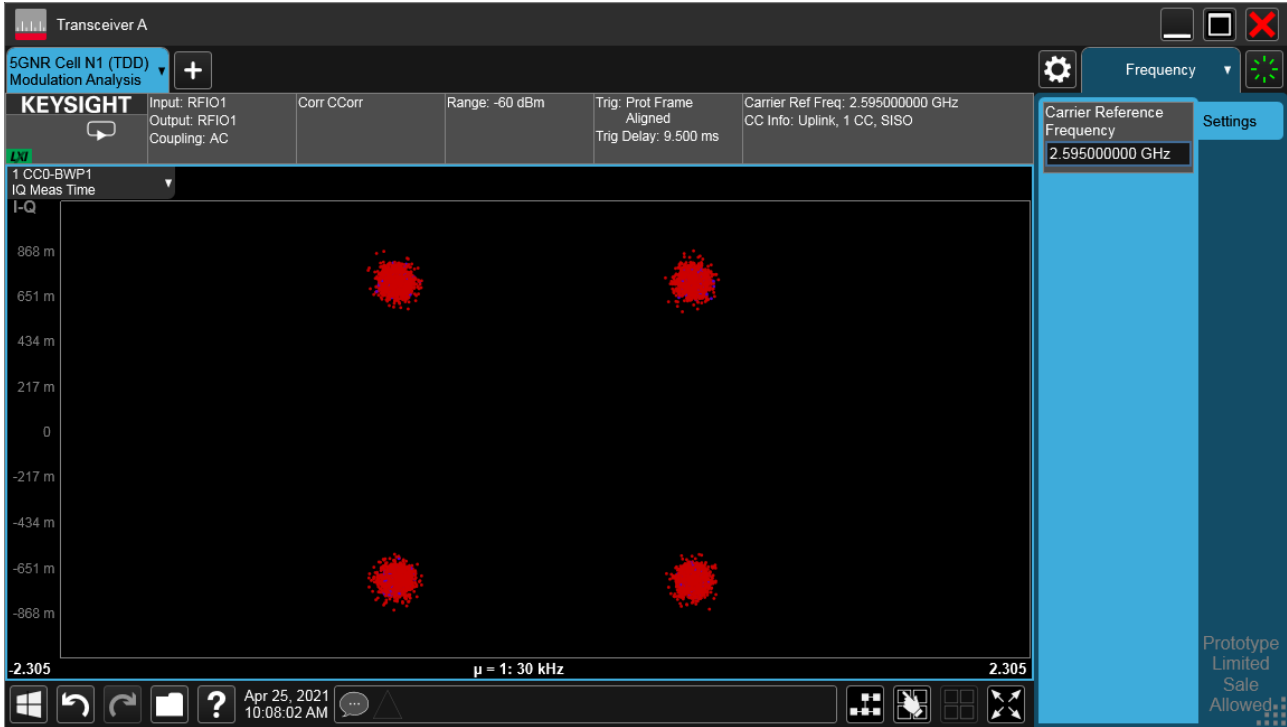 Transceiver A
5GNR Cell N1 (TDD)
Modulation Analysis
Frequency
KEYSIGHT
LXI
Input: RFIO1
Output: RFIO1
Coupling: AC
Corr CCorr
Range: -60 dBm
Trig: Prot Frame
Aligned
Trig Delay: 9.500 ms
Carrier Ref Freq: 2.595000000 GHz
CC Info: Uplink, 1 CC, SISO
Carrier Reference
Frequency
2.595000000 GHz
Settings
1 CC0-BWP1
IQ Meas Time
I-Q
868 m
651 m
434 m
217 m
0
-217 m
-434 m
-651 m
-868 m
-2.305
µ = 1: 30 kHz
2.305
Prototype
Limited
Sale
Allowed
?
Apr 25, 2021
10:08:02 AM